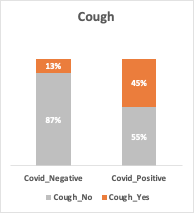 Cough
13% 45%
87% 55%
Covid_Negative Covid_Positive
Cough_No Cough_Yes